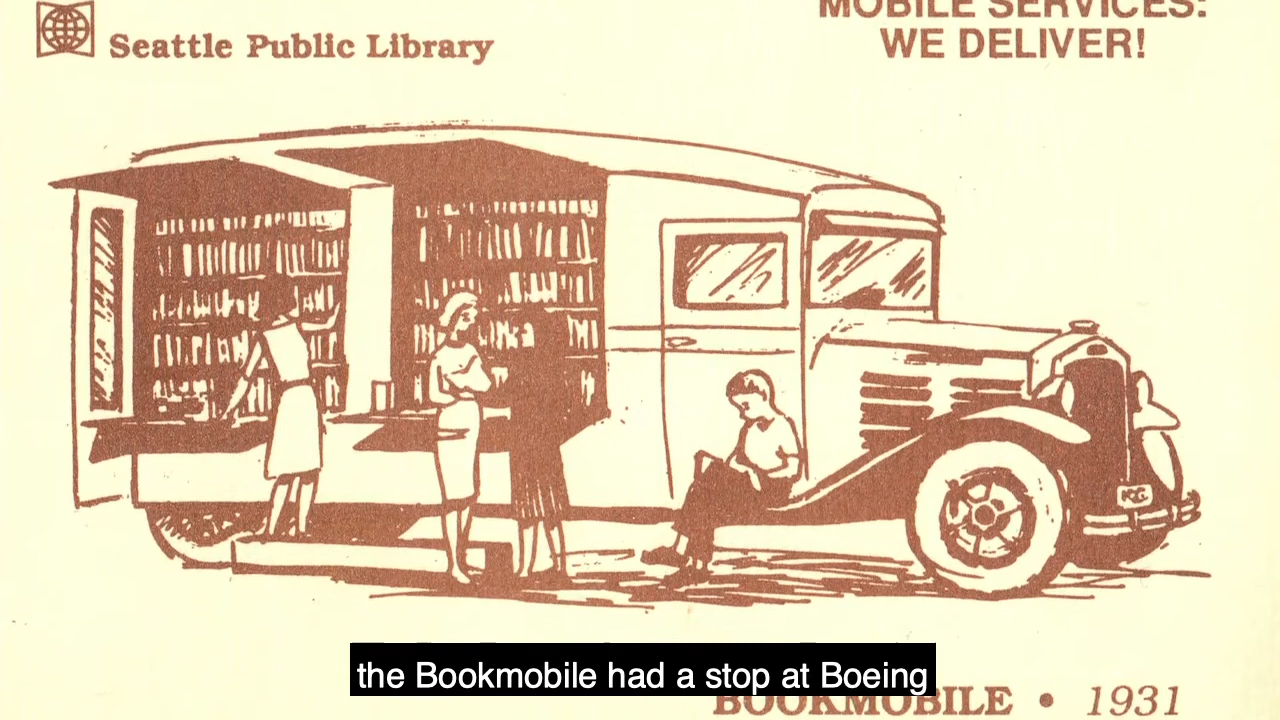 MOBILE SERVICES:
Seattle Public Library
WE DELIVER!
the Bookmobile had a stop at Boeing
BOOKMOBILE • 1931